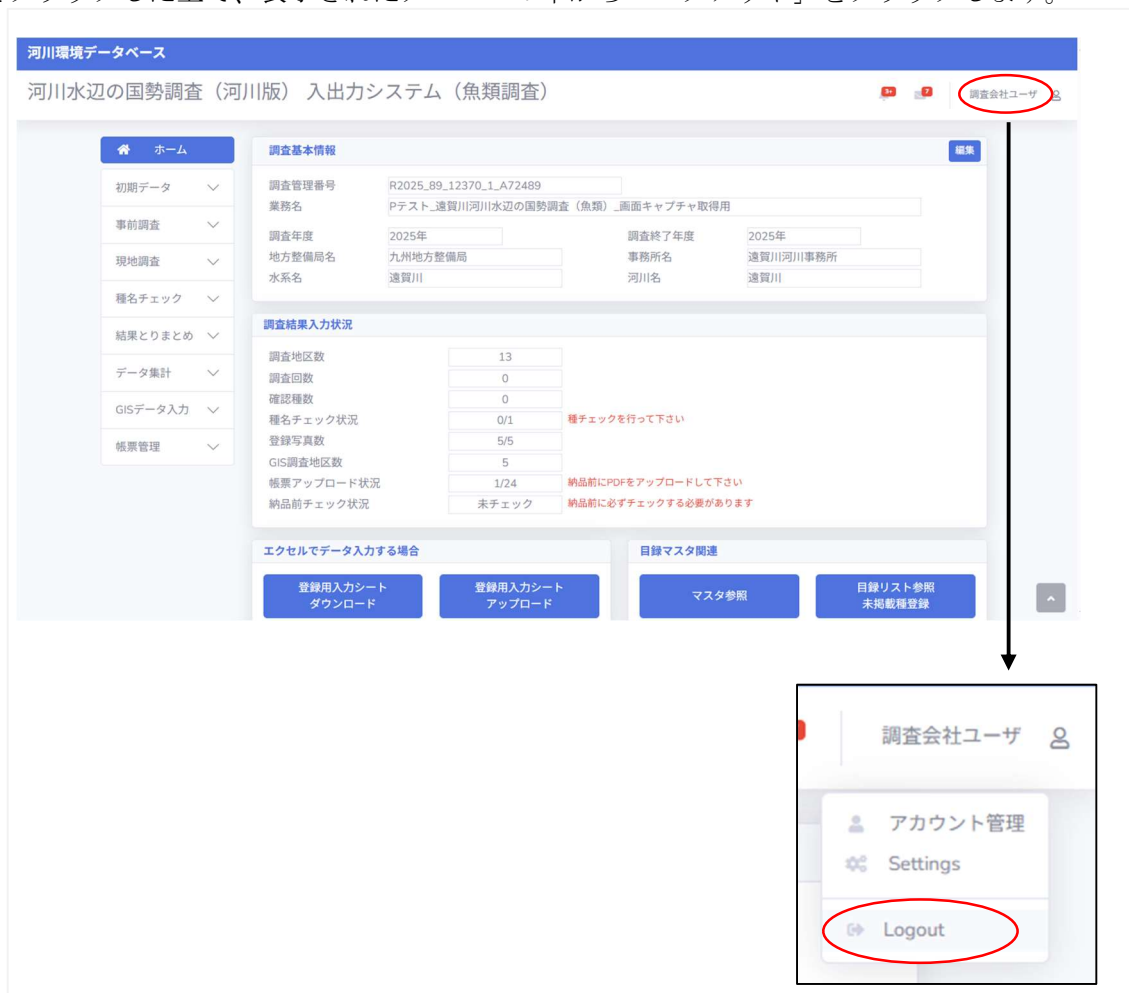 河川環境データベース
河川水辺の国勢調査（河川版） 入出力システム（魚類調査）
3+ 7 調査会社ユーザ
ホーム
初期データ
事前調査
現地調査
種名チェック
結果とりまとめ
データ集計
GISデータ入力
帳票管理
調査基本情報 編集
調査管理番号 R2025_89_12370_1_A72489
業務名 Pテスト_遠賀川河川水辺の国勢調査（魚類）_画面キャプチャ取得用
調査年度 2025年 調査終了年度 2025年
地方整備局名 九州地方整備局 事務所名 遠賀川河川事務所
水系名 遠賀川 河川名 遠賀川
調査結果入力状況
調査地区数 13
調査回数 0
確認種数 0
種名チェック状況 0/1 種チェックを行って下さい
登録写真数 5/5
GIS調査地区数 5
帳票アップロード状況 1/24 納品前にPDFをアップロードして下さい
納品前チェック状況 未チェック 納品前に必ずチェックする必要があります
エクセルでデータ入力する場合 目録マスタ関連
登録用入力シート
ダウンロード
登録用入力シート
アップロード
マスタ参照
目録リスト参照
未掲載種登録
調査会社ユーザ
アカウント管理
Settings
Logout